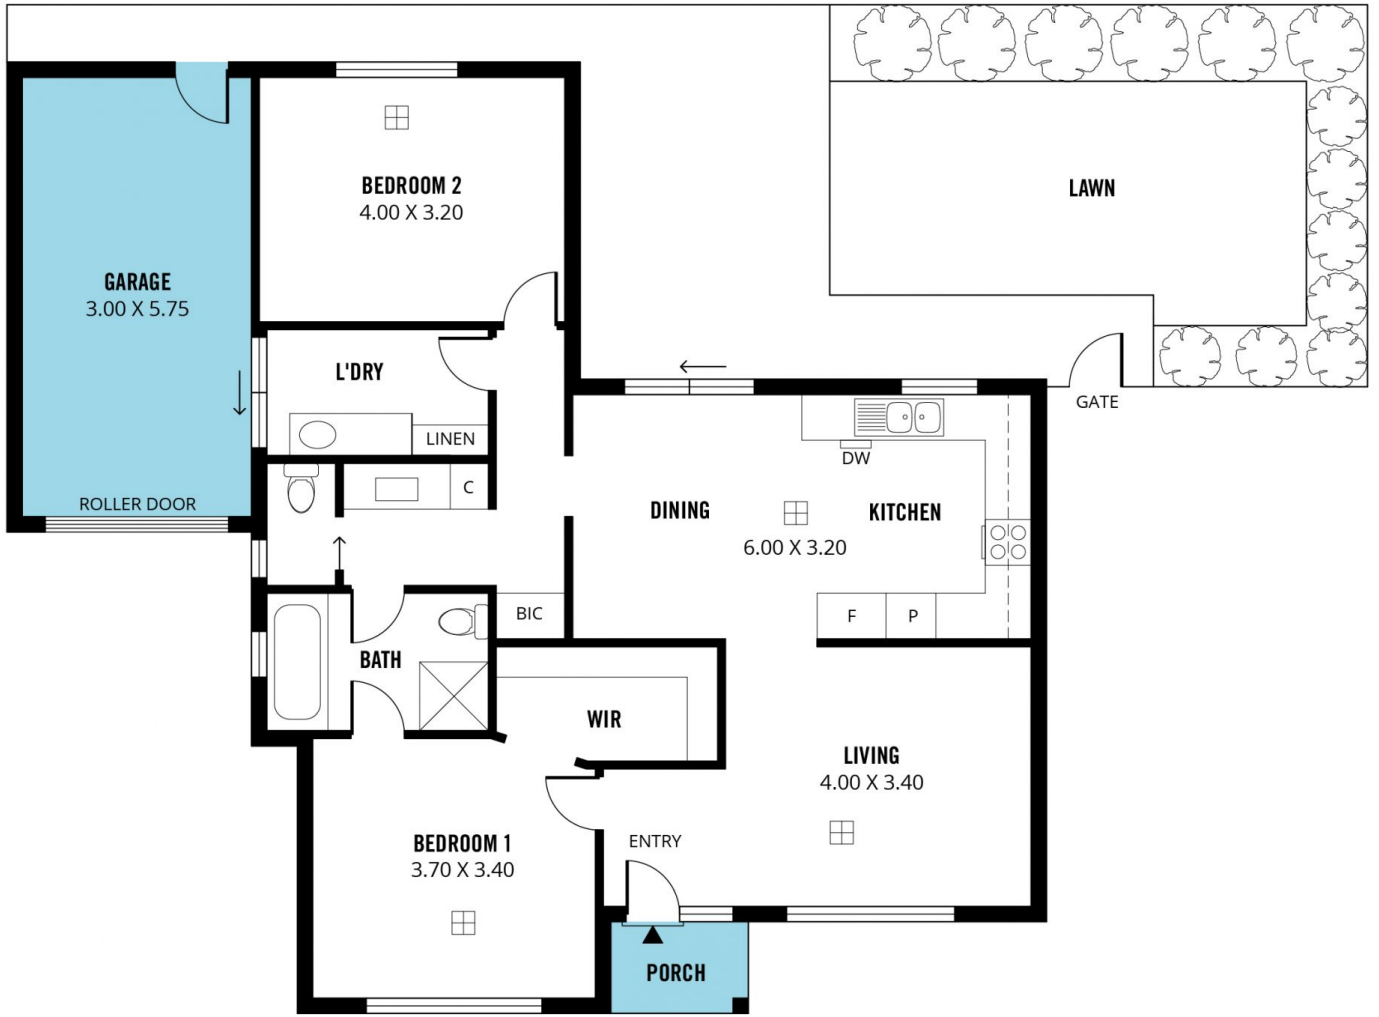 BEDROOM 2
4.00 X 3.20
LAWN
GARAGE
3.00 X 5.75
L'DRY
GATE
LINEN
DW
C
ROLLER DOOR
DINING
KITCHEN
6.00 X 3.20
BIC
F
P
BATH
WIR
LIVING
4.00 X 3.40
BEDROOM 1
3.70 X 3.40
ENTRY
PORCH